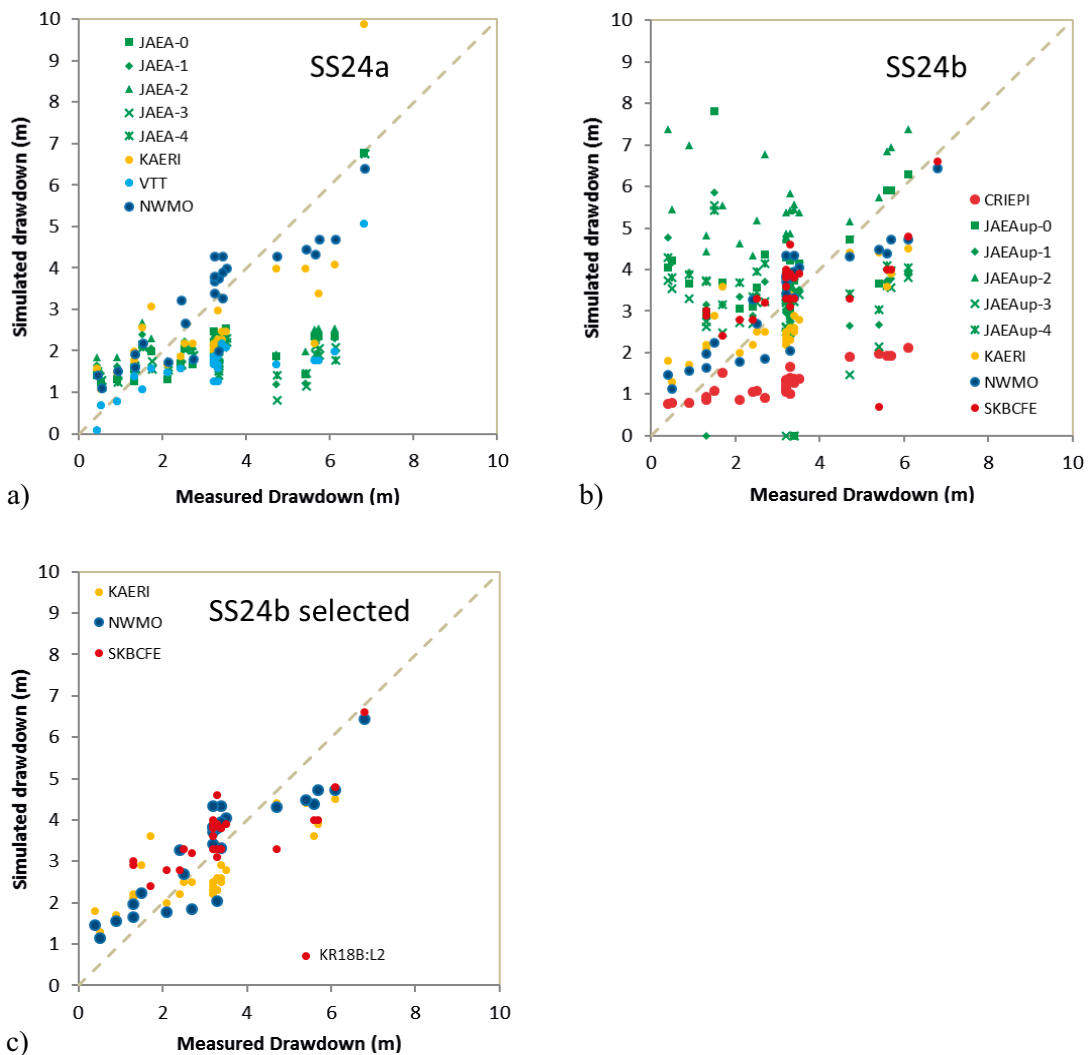 SS24a
JAEA-0
JAEA-1
JAEA-2
JAEA-3
JAEA-4
KAERI
VTT
NWMO
Simulated drawdown (m)
10
9
8
7
6
5
4
3
2
1
0
0 2 4 6 8 10
Measured Drawdown (m)
a)
SS24b
CRIEPI
JAEAup-0
JAEAup-1
JAEAup-2
JAEAup-3
JAEAup-4
KAERI
NWMO
SKBCFE
Simulated drawdown (m)
10
9
8
7
6
5
4
3
2
1
0
0 2 4 6 8 10
Measured Drawdown (m)
b)
SS24b selected
KAERI
NWMO
SKBCFE
KR18B:L2
Simulated drawdown (m)
10
9
8
7
6
5
4
3
2
1
0
0 2 4 6 8 10
Measured Drawdown (m)
c)